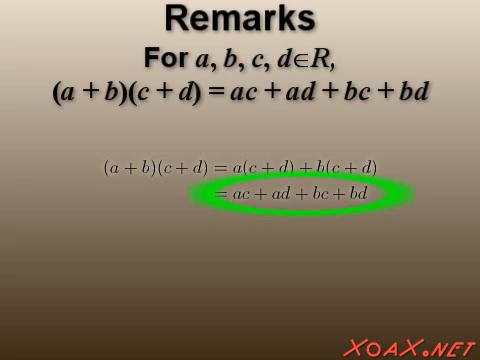 Remarks
For a, b, c, d∈R,
(a + b)(c + d) = ac + ad + bc + bd
(a + b)(c + d) = a(c + d) + b(c + d)
= ac + ad + bc + bd
XOAX.NET